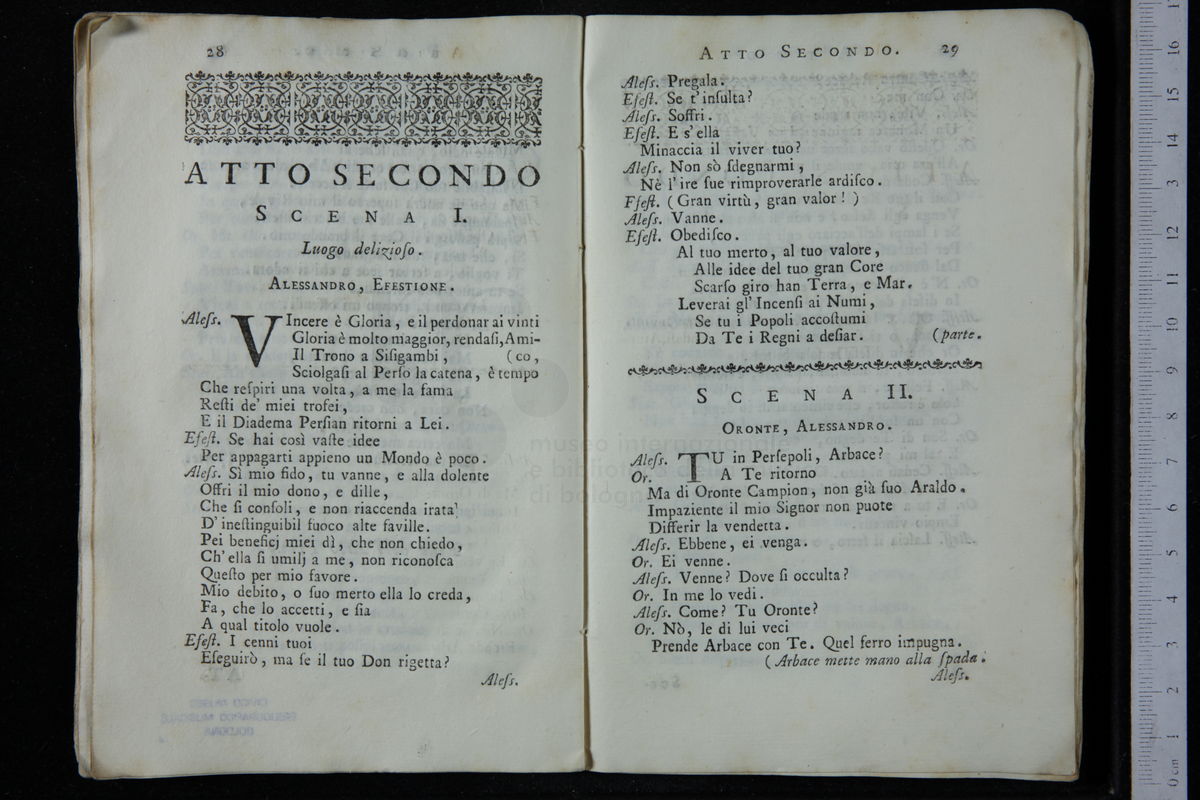 28
ATTO SECONDO
SCENA I.
Luogo delizioſo.
ALESSANDRO, EFESTIONE.
Aleſs. VIncere è Gloria, e il perdonar ai vinti
Gloria è molto maggior, rendaſi, Ami-
Il Trono a Siſigambi, (co,
Sciolgaſi al Perſo la catena, è tempo
Che reſpiri una volta, a me la fama
Reſti de' miei trofei,
E il Diadema Perſian ritorni a Lei.
Efeſt. Se hai così vaſte idee
Per appagarti appieno un Mondo è poco.
Aleſs. Sì mio fido, tu vanne, e alla dolente
Offri il mio dono, e dille,
Che ſi conſoli, e non riaccenda irata
D' ineſtinguibil fuoco alte faville.
Pei beneficj miei dì, che non chiedo,
Ch' ella ſi umilj a me, non riconoſca
Queſto per mio favore.
Mio debito, o ſuo merto ella lo creda,
Fa, che lo accetti, e ſia
A qual titolo vuole.
Efeſt. I cenni tuoi
Eſeguirò, ma ſe il tuo Don rigetta?
Aleſs.
CIVICO MUSEO
BIBLIOGRAFICO MUSICALE
BOLOGNA
ATTO SECONDO. 29
Aleſs. Pregala.
Efeſt. Se t' inſulta?
Aleſs. Soffri.
Efeſt. E s' ella
Minaccia il viver tuo?
Aleſs. Non sò ſdegnarmi,
Nè l' ire ſue rimproverarle ardiſco.
Ffeſt. (Gran virtù, gran valor!)
Aleſs. Vanne.
Efeſt. Obediſco.
Al tuo merto, al tuo valore,
Alle idee del tuo gran Core
Scarſo giro han Terra, e Mar.
Leverai gl' Incenſi ai Numi,
Se tu i Popoli accoſtumi
Da Te i Regni a deſiar. (parte.
SCENA II.
ORONTE, ALESSANDRO.
Aleſs. TU in Perſepoli, Arbace?
Or. A Te ritorno
Ma di Oronte Campion, non già ſuo Araldo.
Impaziente il mio Signor non puote
Differir la vendetta.
Aleſs. Ebbene, ei venga.
Or. Ei venne.
Aleſs. Venne? Dove ſi occulta?
Or. In me lo vedi.
Aleſs. Come? Tu Oronte?
Or. Nò, le di lui veci
Prende Arbace con Te. Quel ferro impugna.
(Arbace mette mano alla ſpada.
Aleſs.
museo internazionale
e biblioteca della
di bologna